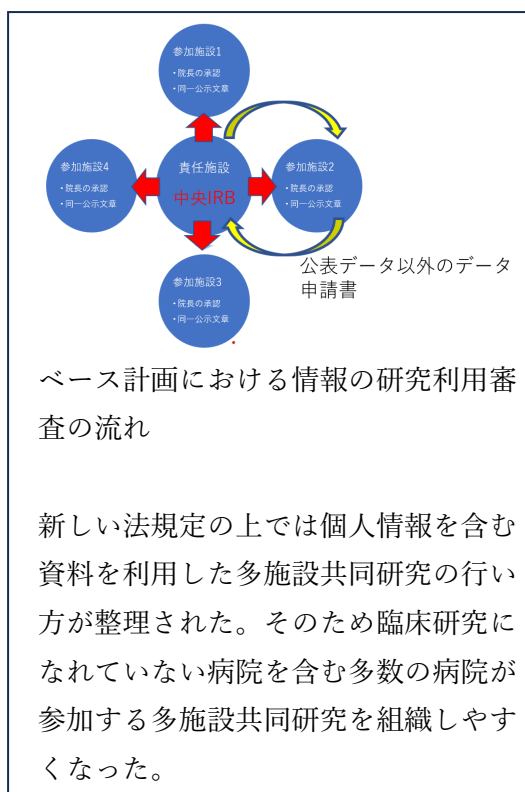 参加施設1
・院長の承認
・同一公示文章
参加施設4
・院長の承認
・同一公示文章
責任施設
中央IRB
参加施設2
・院長の承認
・同一公示文章
参加施設3
・院長の承認
・同一公示文章
公表データ以外のデータ
申請書
ベース計画における情報の研究利用審
査の流れ
新しい法規定の上では個人情報を含む
資料を利用した多施設共同研究の行い
方が整理された。そのため臨床研究に
なれていない病院を含む多数の病院が
参加する多施設共同研究を組織しやす
くなった。